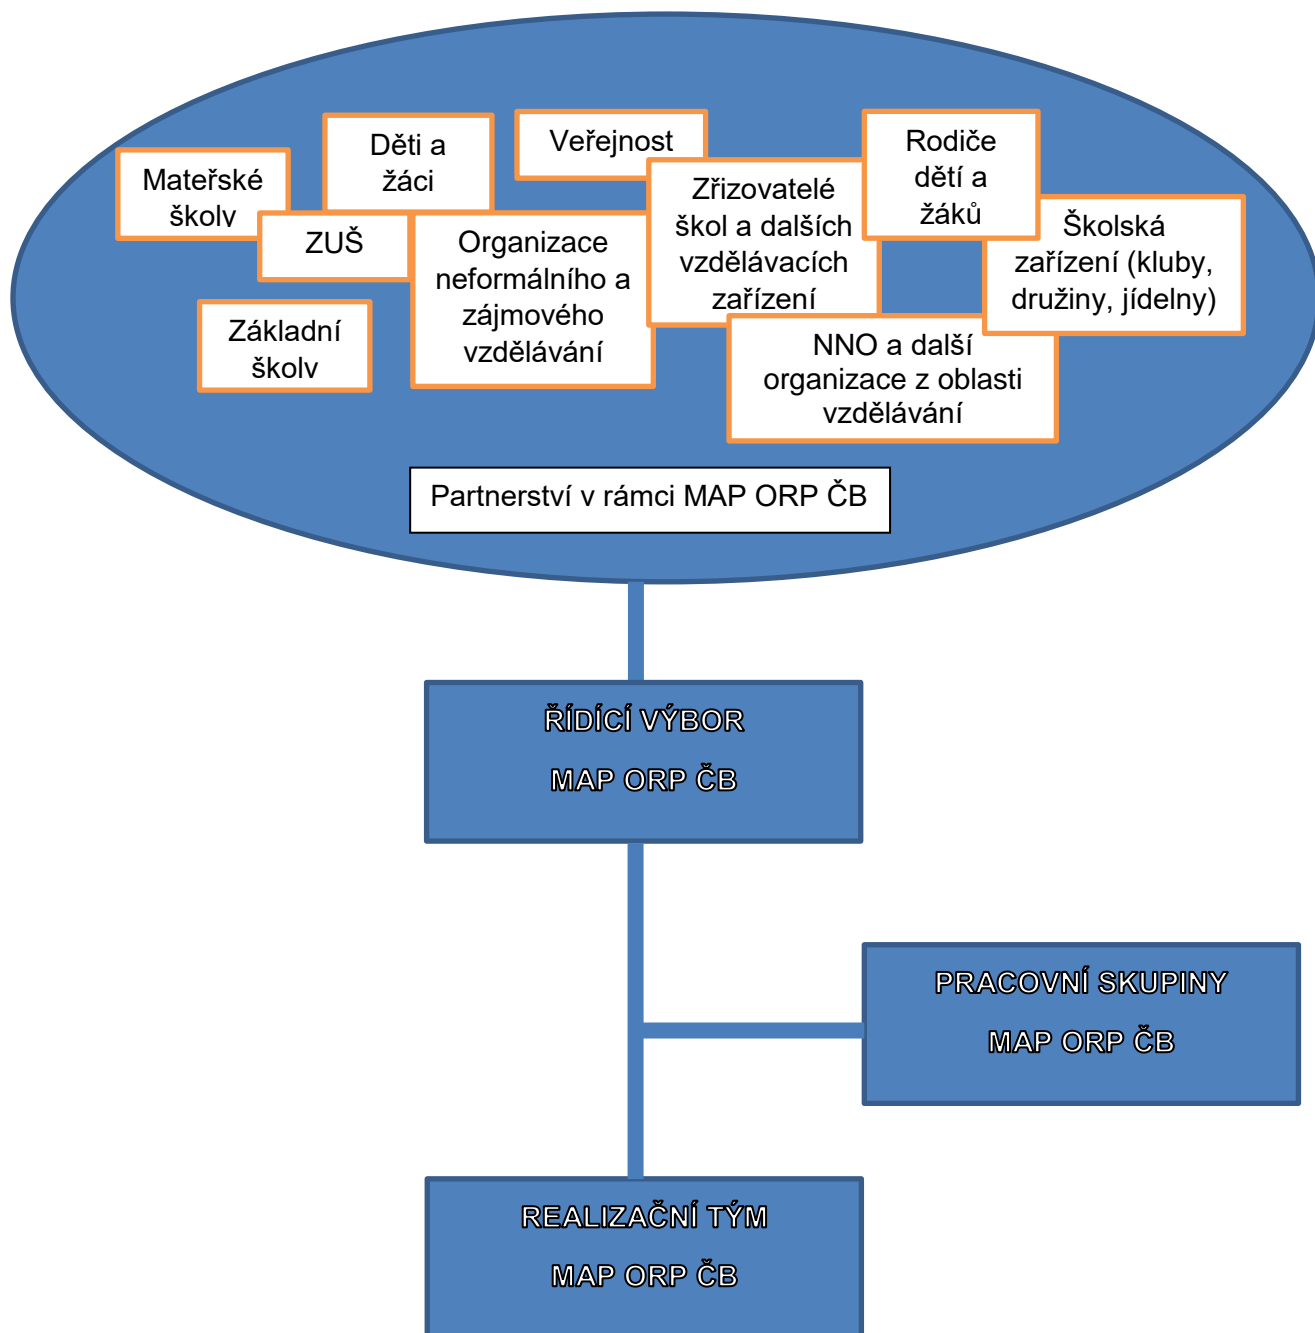 Mateřské
školy
Děti a
žáci
ZUŠ
Základní
školy
Veřejnost
Organizace
neformálního a
zájmového
vzdělávání
Zřizovatelé
škol a dalších
vzdělávacích
zařízení
Rodiče
dětí a
žáků
Školská
zařízení (kluby,
družiny, jídelny)
NNO a další
organizace z oblasti
vzdělávání
Partnerství v rámci MAP ORP ČB
ŘÍDÍCÍ VÝBOR
MAP ORP ČB
PRACOVNÍ SKUPINY
MAP ORP ČB
REALIZAČNÍ TÝM
MAP ORP ČB